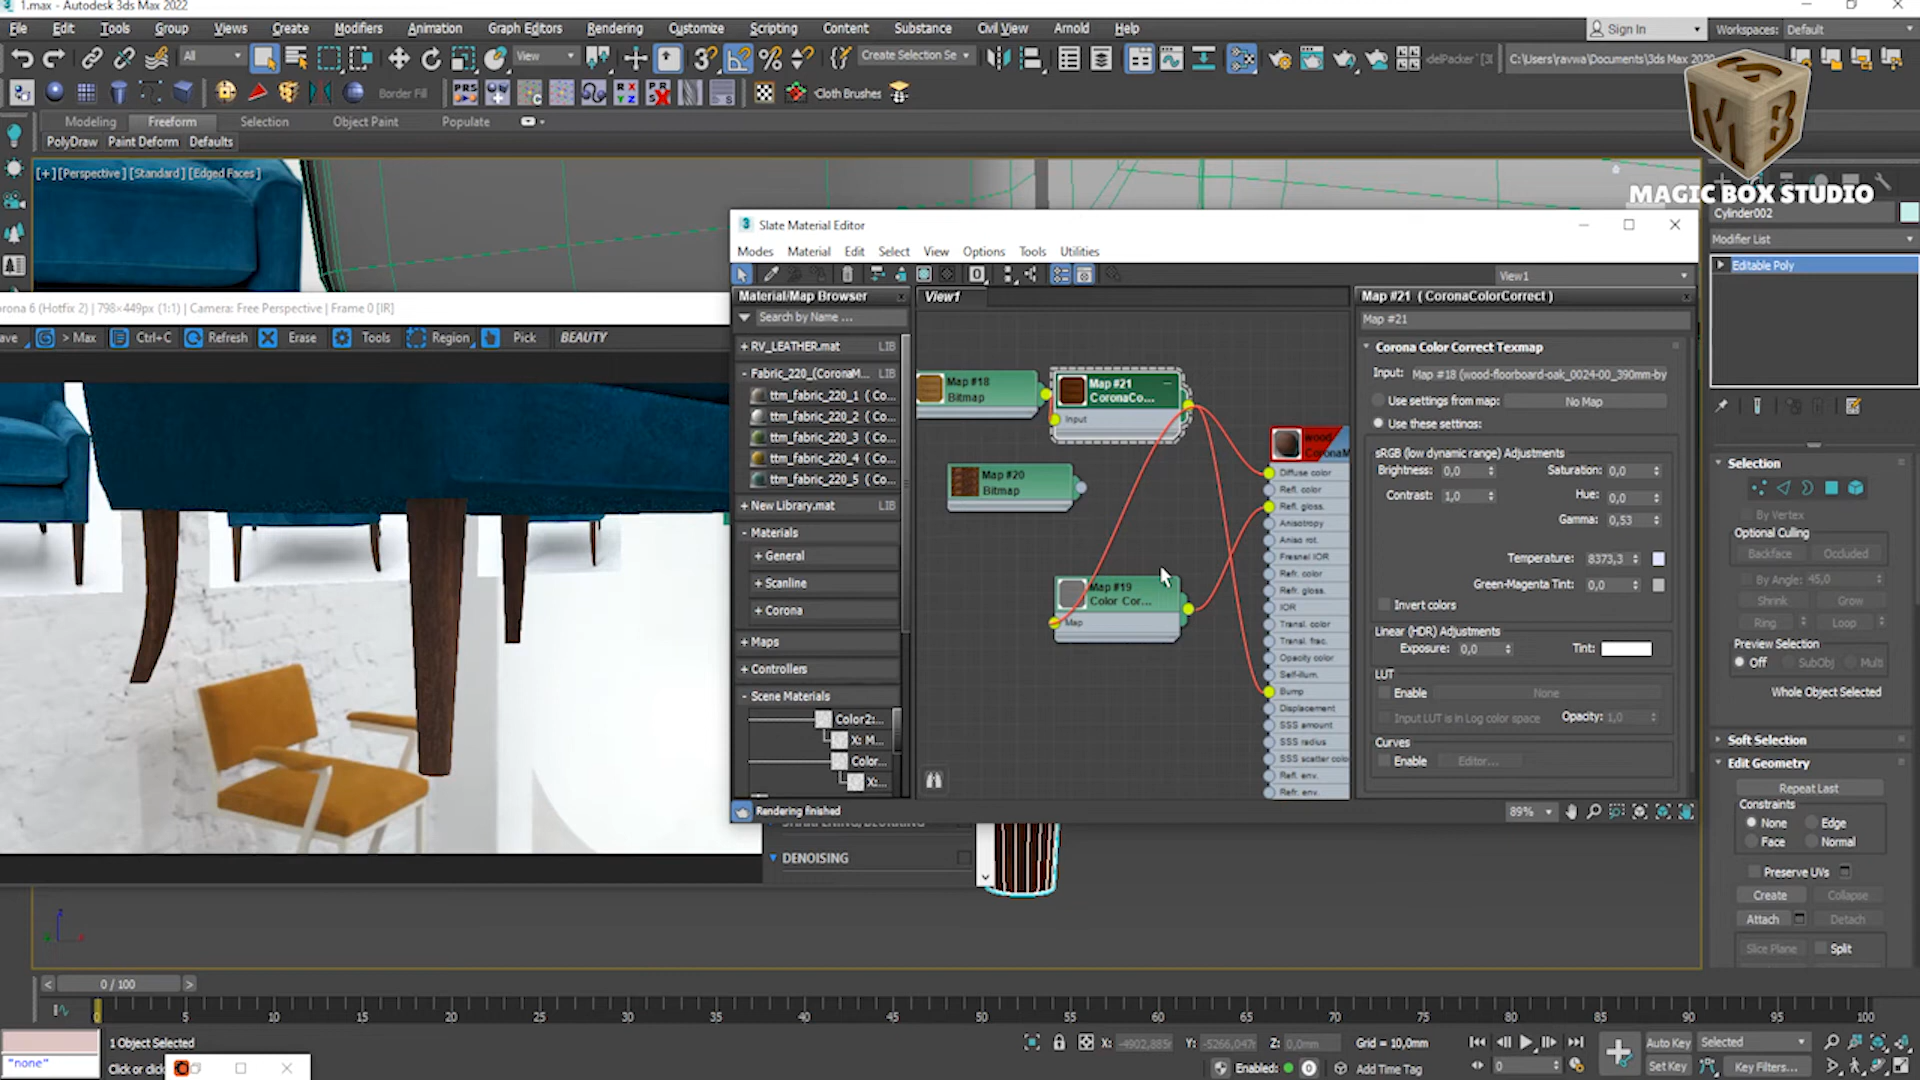 1.max - Autodesk 3ds Max 2022
File Edit Tools Group Views Create Modifiers Animation Graph Editors Rendering Customize Scripting Content Substance Civil View Arnold Help
Sign In
Workspaces: Default
All
View
Create Selection Se
C:\Users\ravwa\Documents\3ds Max 2022
Border Fill
Cloth Brushes
Modeling Freeform Selection Object Paint Populate
PolyDraw Paint Deform Defaults
[+] [Perspective] [Standard] [Edged Faces]
MAGIC BOX STUDIO
Cylinder002
Modifier List
Editable Poly
Slate Material Editor
Modes Material Edit Select View Options Tools Utilities
View1
Material/Map Browser
View1
Map #21 ( CoronaColorCorrect )
Search by Name ...
Map #21
orona 6 (Hotfix 2) | 798×449px (1:1) | Camera: Free Perspective | Frame 0 [IR]
ave > Max Ctrl+C Refresh Erase Tools Region Pick BEAUTY
+ RV_LEATHER.mat LIB
- Fabric_220_(CoronaM... LIB
ttm_fabric_220_1 ( Co...
ttm_fabric_220_2 ( Co...
ttm_fabric_220_3 ( Co...
ttm_fabric_220_4 ( Co...
ttm_fabric_220_5 ( Co...
+ New Library.mat LIB
- Materials
+ General
+ Scanline
+ Corona
+ Maps
+ Controllers
- Scene Materials
Color2:...
X: M...
Color...
X:...
Map #18
Bitmap
Map #21
CoronaCo...
Input
Map #20
Bitmap
Map #19
Color Cor...
Map
wood
CoronaM
Diffuse color
Refl. color
Refl. gloss.
Anisotropy
Aniso rot.
Fresnel IOR
Refr. color
Refr. gloss.
IOR
Transl. color
Transl. frac.
Opacity color
Self-illum.
Bump
Displacement
SSS amount
SSS radius
SSS scatter colo
Refl. env.
Refr. env.
Corona Color Correct Texmap
Input: Map #18 (wood-floorboard-oak_0024-00_390mm-by
Use settings from map: No Map
Use these settings:
sRGB (low dynamic range) Adjustments
Brightness: 0,0 Saturation: 0,0
Contrast: 1,0 Hue: 0,0
Gamma: 0,53
Temperature: 8373,3
Green-Magenta Tint: 0,0
Invert colors
Linear (HDR) Adjustments
Exposure: 0,0 Tint:
LUT
Enable None
Input LUT is in Log color space Opacity: 1,0
Curves
Enable Editor...
Rendering finished
89%
DENOISING
Selection
By Vertex
Optional Culling
Backface Occluded
By Angle: 45,0
Shrink Grow
Ring Loop
Preview Selection
Off SubObj Multi
Whole Object Selected
Soft Selection
Edit Geometry
Repeat Last
Constraints
None Edge
Face Normal
Preserve UVs
Create Collapse
Attach Detach
Slice Plane Split
< 0 / 100 >
0 5 10 15 20 25 30 35 40 45 50 55 60 65 70 75 80 85 90 95 100
1 Object Selected
X: -4902,885r Y: -5266,047r Z: 0,0mm Grid = 10,0mm
Auto Key Selected
"none"
Click or click
Enabled: 0 Add Time Tag
0
Set Key Key Filters...